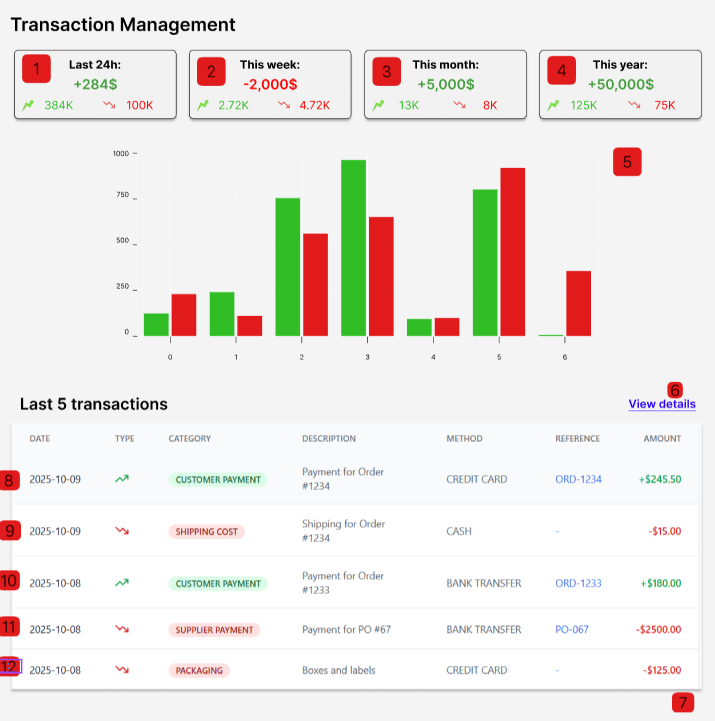 Transaction Management
1 Last 24h:
+284$
384K 100K
2 This week:
-2,000$
2.72K 4.72K
3 This month:
+5,000$
13K 8K
4 This year:
+50,000$
125K 75K
5
1000
750
500
250
0
0 1 2 3 4 5 6
6
Last 5 transactions View details
DATE TYPE CATEGORY DESCRIPTION METHOD REFERENCE AMOUNT
8 2025-10-09 CUSTOMER PAYMENT Payment for Order #1234 CREDIT CARD ORD-1234 +$245.50
9 2025-10-09 SHIPPING COST Shipping for Order #1234 CASH - -$15.00
10 2025-10-08 CUSTOMER PAYMENT Payment for Order #1233 BANK TRANSFER ORD-1233 +$180.00
11 2025-10-08 SUPPLIER PAYMENT Payment for PO #67 BANK TRANSFER PO-067 -$2500.00
12 2025-10-08 PACKAGING Boxes and labels CREDIT CARD - -$125.00
7